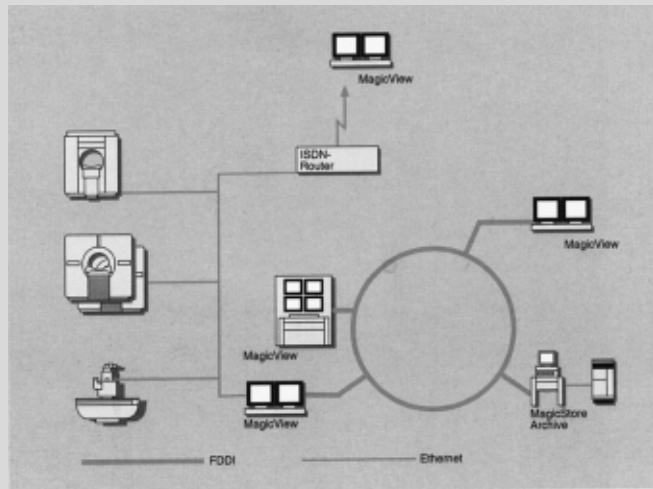 MagicView
ISDN-
Router
MagicView
MagicView
MagicView
MagicStore
Archive
FDDI
Ethernet